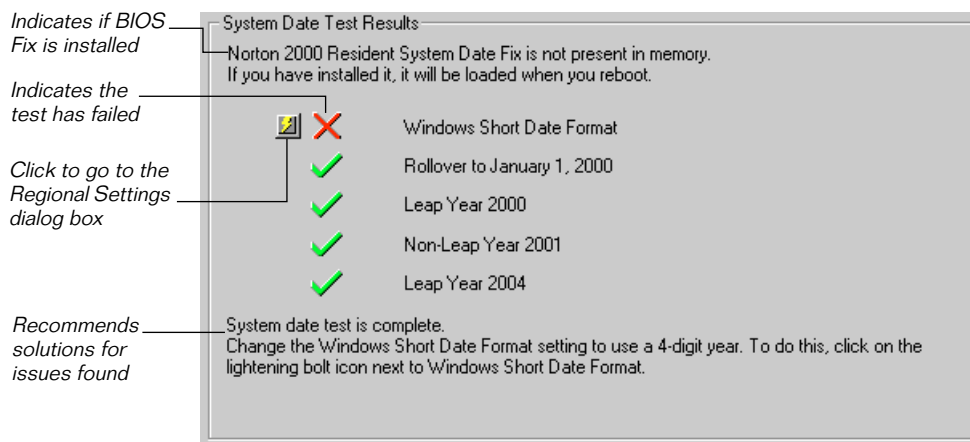 Indicates if BIOS
Fix is installed
Indicates the
test has failed
Click to go to the
Regional Settings
dialog box
Recommends
solutions for
issues found
System Date Test Results
Norton 2000 Resident System Date Fix is not present in memory.
If you have installed it, it will be loaded when you reboot.
Windows Short Date Format
Rollover to January 1, 2000
Leap Year 2000
Non-Leap Year 2001
Leap Year 2004
System date test is complete.
Change the Windows Short Date Format setting to use a 4-digit year. To do this, click on the
lightening bolt icon next to Windows Short Date Format.